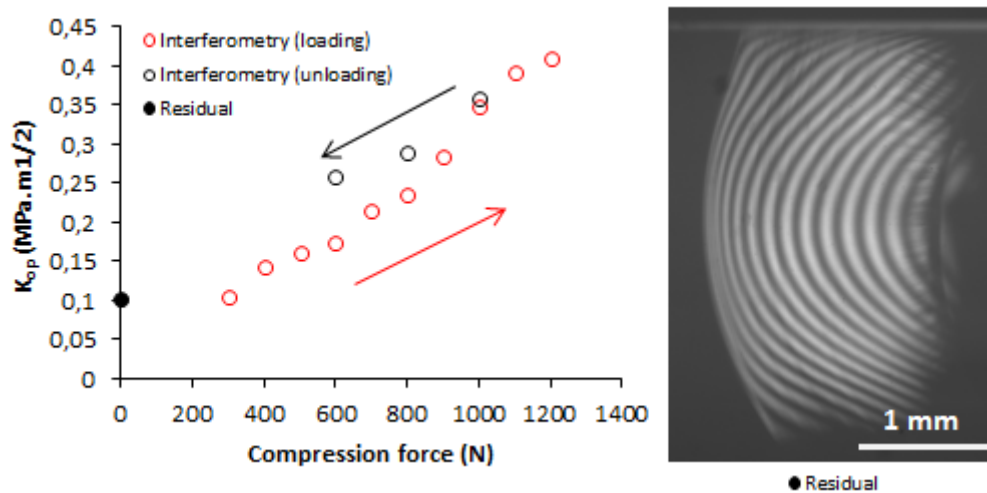 0,45
0,4
0,35
0,3
0,25
0,2
0,15
0,1
0,05
0
Kop (MPa.m1/2)
Interferometry (loading)
Interferometry (unloading)
Residual
0 200 400 600 800 1000 1200 1400
Compression force (N)
1 mm
Residual